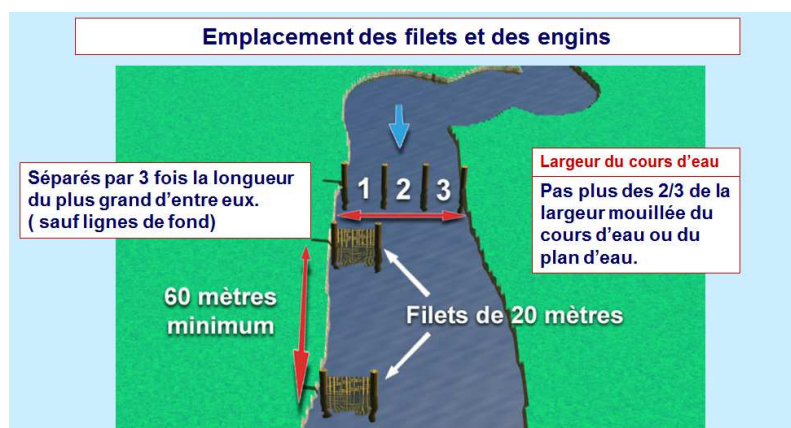 Emplacement des filets et des engins
Séparés par 3 fois la longueur
du plus grand d'entre eux.
( sauf lignes de fond)
1 2 3
Largeur du cours d'eau
Pas plus des 2/3 de la
largeur mouillée du
cours d'eau ou du
plan d'eau.
60 mètres
minimum
Filets de 20 mètres